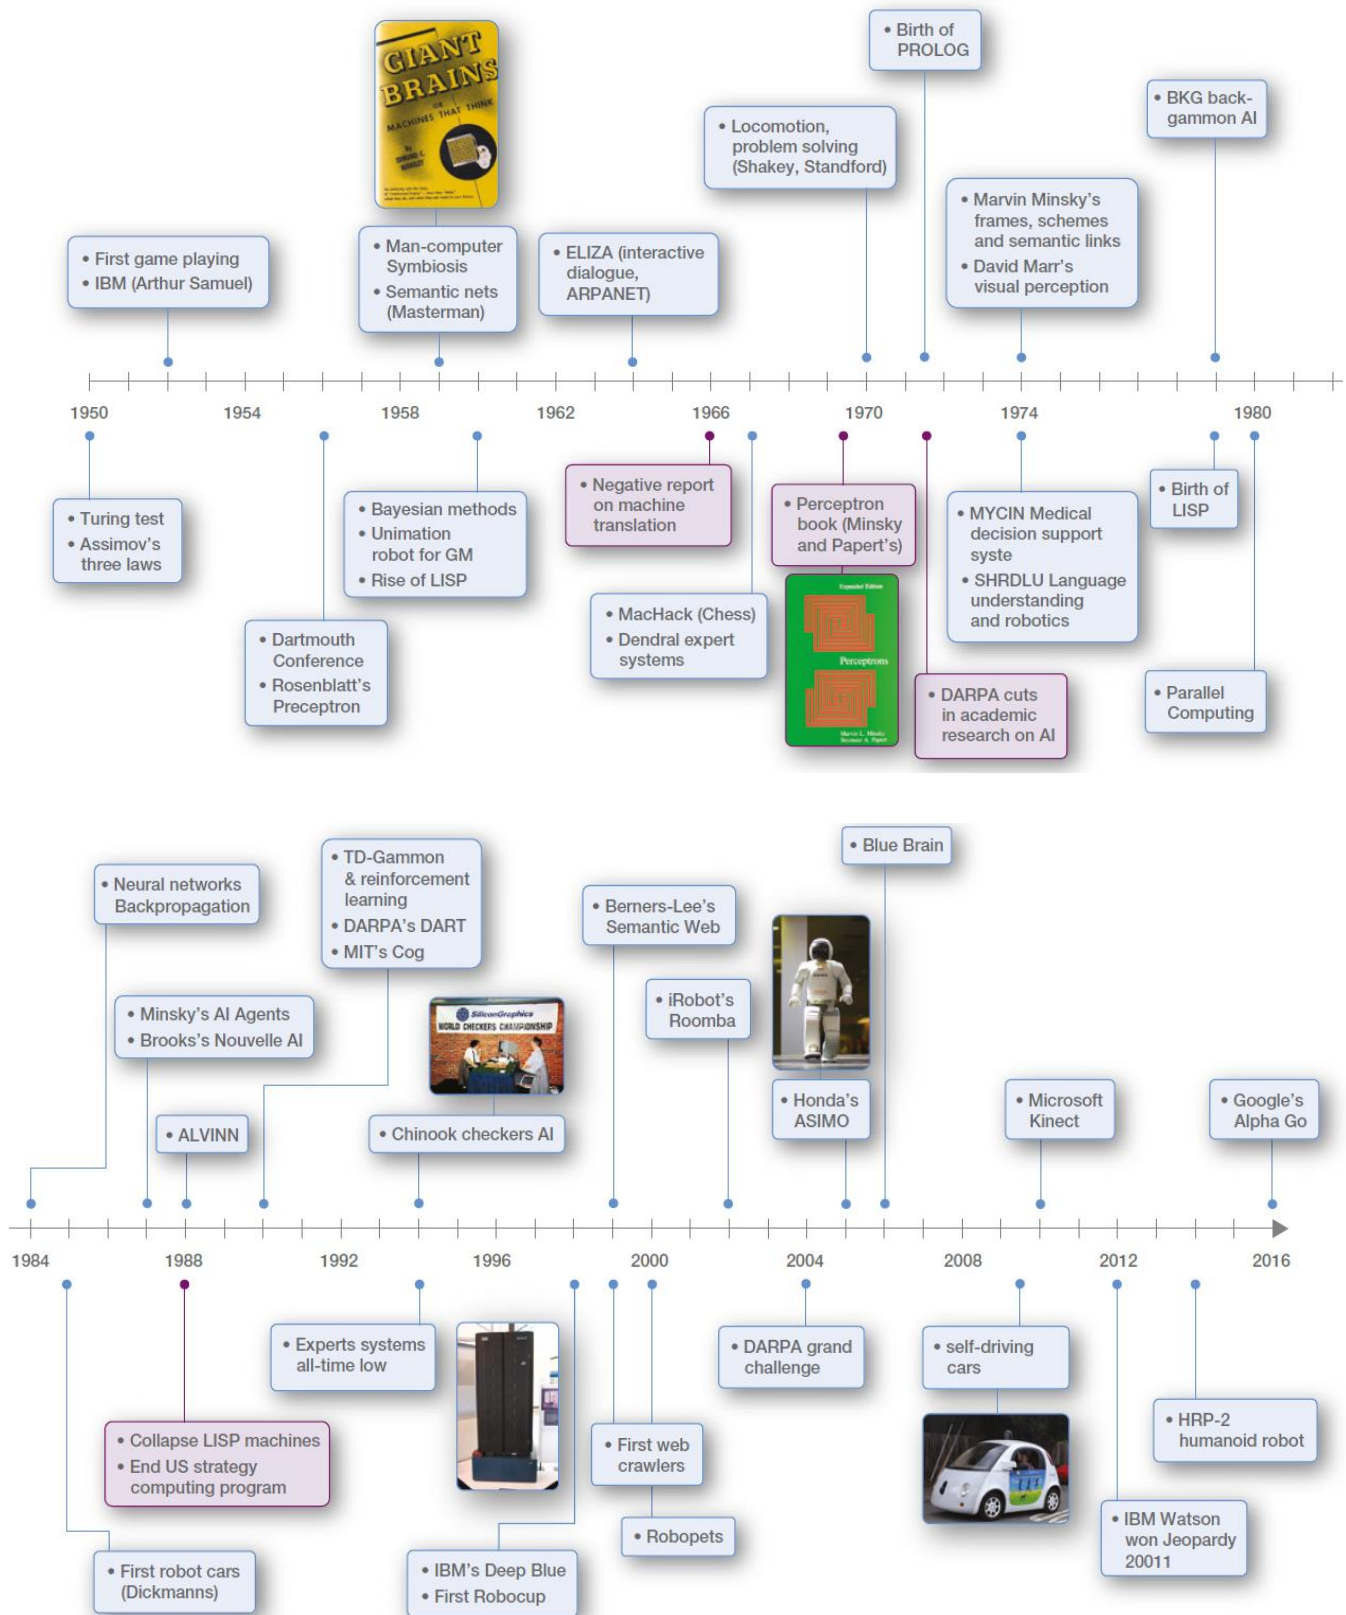 • Birth of
PROLOG
GIANT
BRAINS
OR
MACHINES THAT THINK
By
EDMUND C.
BERKELEY
• BKG back-
gammon AI
• Locomotion,
problem solving
(Shakey, Standford)
• Marvin Minsky's
frames, schemes
and semantic links
• David Marr's
visual perception
• First game playing
• IBM (Arthur Samuel)
• Man-computer
Symbiosis
• Semantic nets
(Masterman)
• ELIZA (interactive
dialogue,
ARPANET)
1950 1954 1958 1962 1966 1970 1974 1980
• Turing test
• Assimov's
three laws
• Bayesian methods
• Unimation
robot for GM
• Rise of LISP
• Negative report
on machine
translation
• Perceptron
book (Minsky
and Papert's)
• MYCIN Medical
decision support
syste
• SHRDLU Language
understanding
and robotics
• Birth of
LISP
• Dartmouth
Conference
• Rosenblatt's
Preceptron
• MacHack (Chess)
• Dendral expert
systems
Expanded Edition
Perceptrons
Marvin L. Minsky
Seymour A. Papert
• DARPA cuts
in academic
research on AI
• Parallel
Computing
• Neural networks
Backpropagation
• TD-Gammon
& reinforcement
learning
• DARPA's DART
• MIT's Cog
• Blue Brain
• Berners-Lee's
Semantic Web
• Minsky's AI Agents
• Brooks's Nouvelle AI
SiliconGraphics
WORLD CHECKERS CHAMPIONSHIP
• iRobot's
Roomba
• ALVINN
• Chinook checkers AI
• Honda's
ASIMO
• Microsoft
Kinect
• Google's
Alpha Go
1984 1988 1992 1996 2000 2004 2008 2012 2016
• Experts systems
all-time low
• DARPA grand
challenge
• self-driving
cars
• Collapse LISP machines
• End US strategy
computing program
• First web
crawlers
• HRP-2
humanoid robot
• First robot cars
(Dickmanns)
• IBM's Deep Blue
• First Robocup
• Robopets
• IBM Watson
won Jeopardy
20011